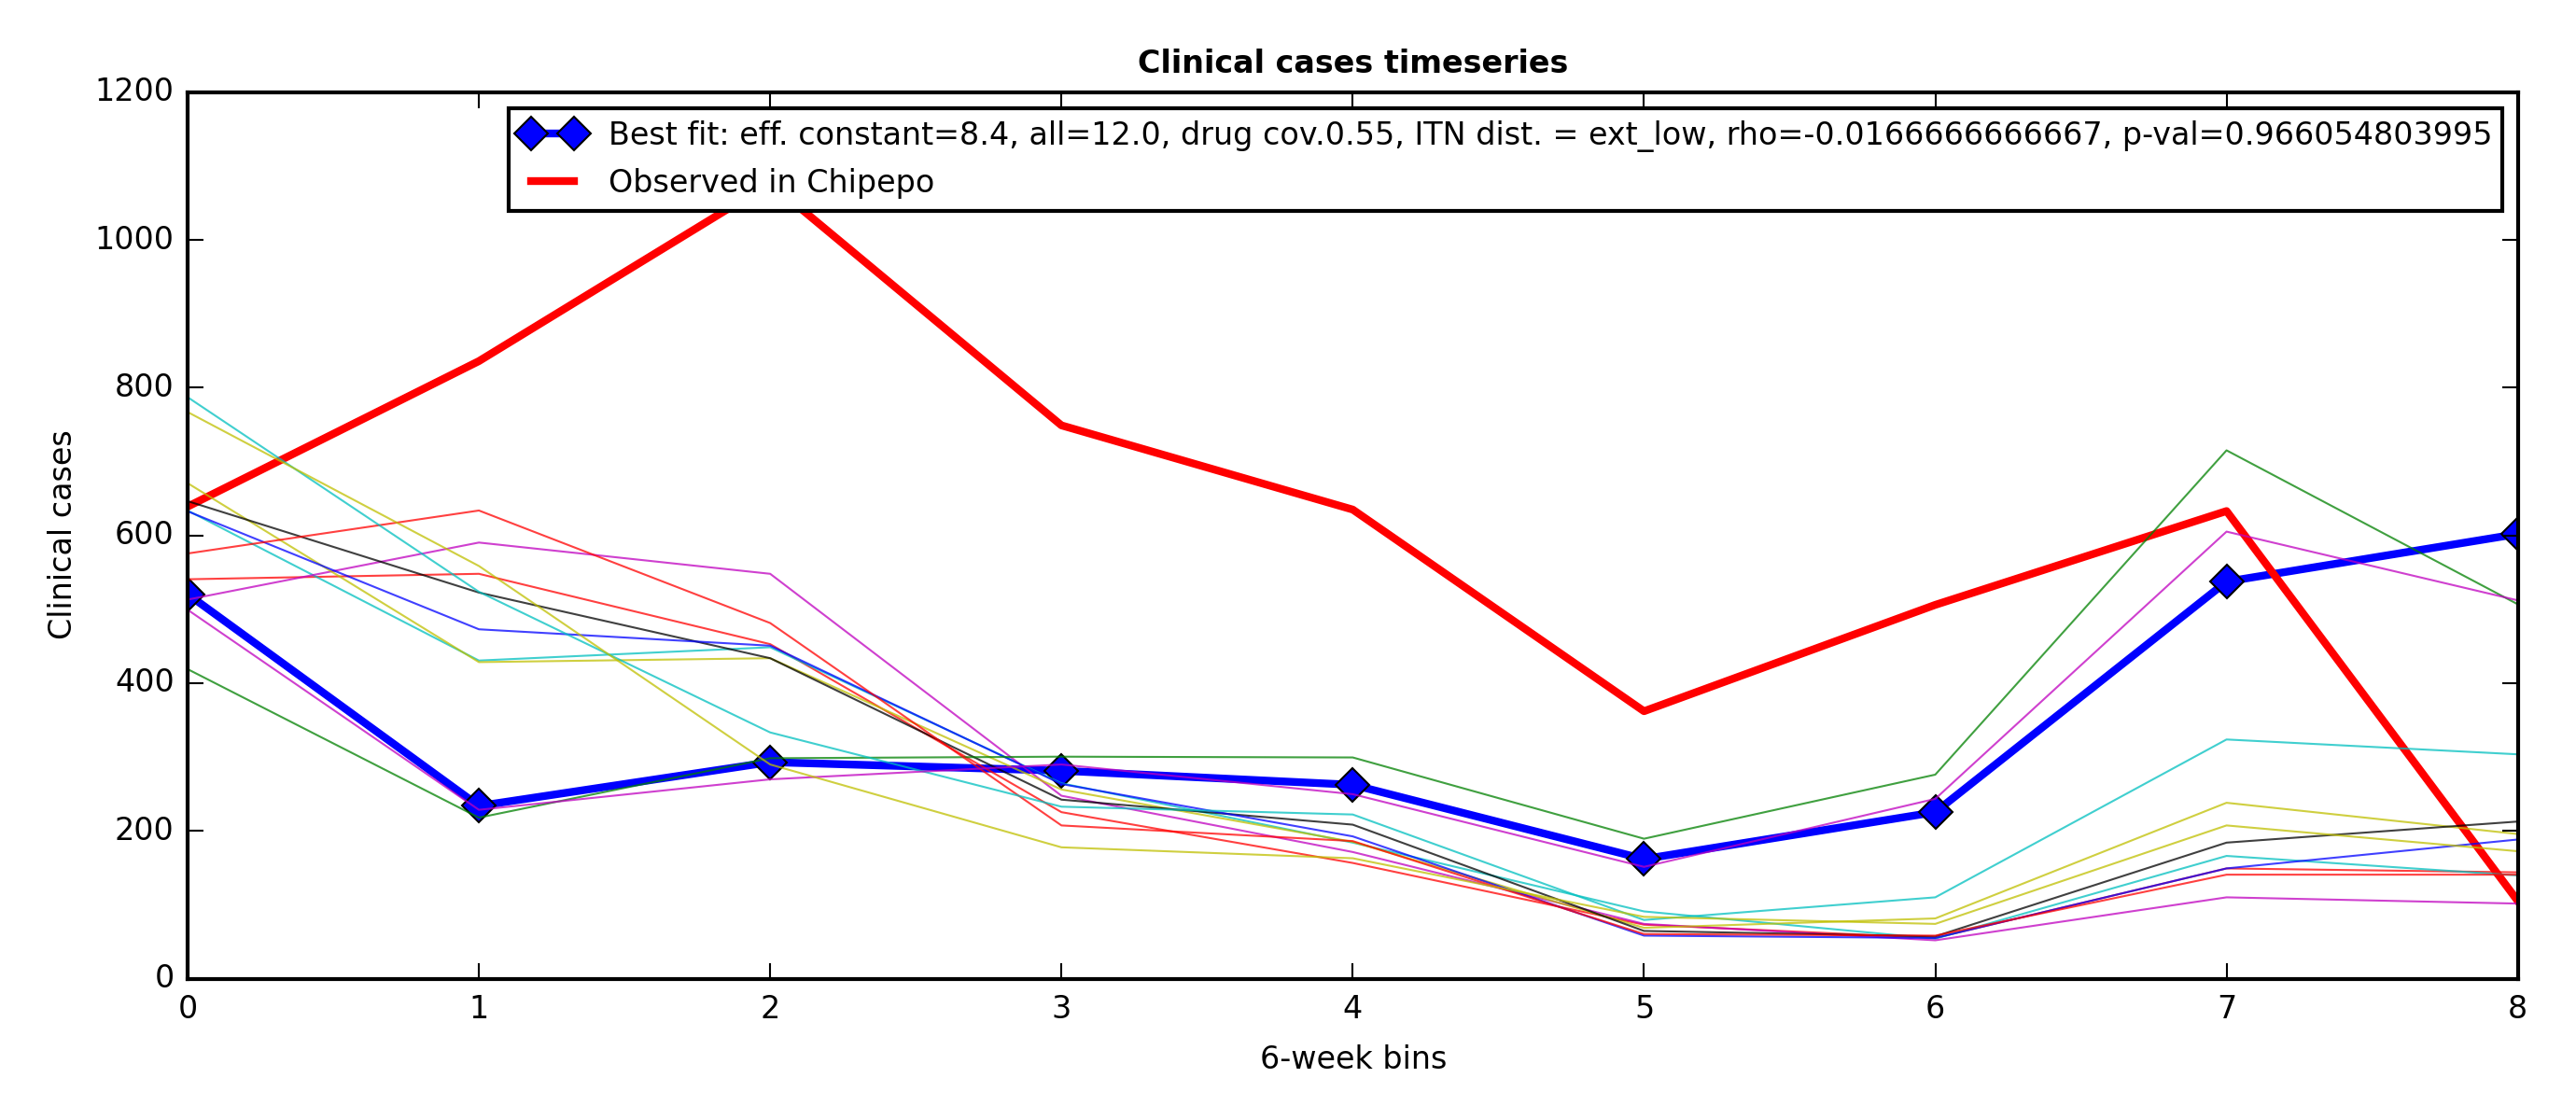 Clinical cases timeseries
1200
1000
800
600
400
200
0
Clinical cases
Best fit: eff. constant=8.4, all=12.0, drug cov.0.55, ITN dist. = ext_low, rho=-0.0166666666667, p-val=0.966054803995
Observed in Chipepo
0 1 2 3 4 5 6 7 8
6-week bins